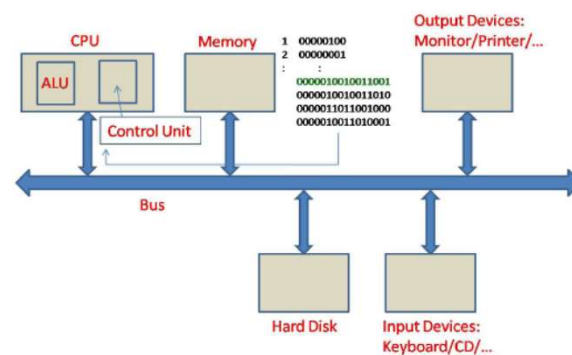 CPU
ALU
Control Unit
Memory
1 00000100
2 00000001
: :
0000010010011001
0000010010011010
0000011011001000
0000010011010001
Output Devices:
Monitor/Printer/...
Bus
Hard Disk
Input Devices:
Keyboard/CD/...